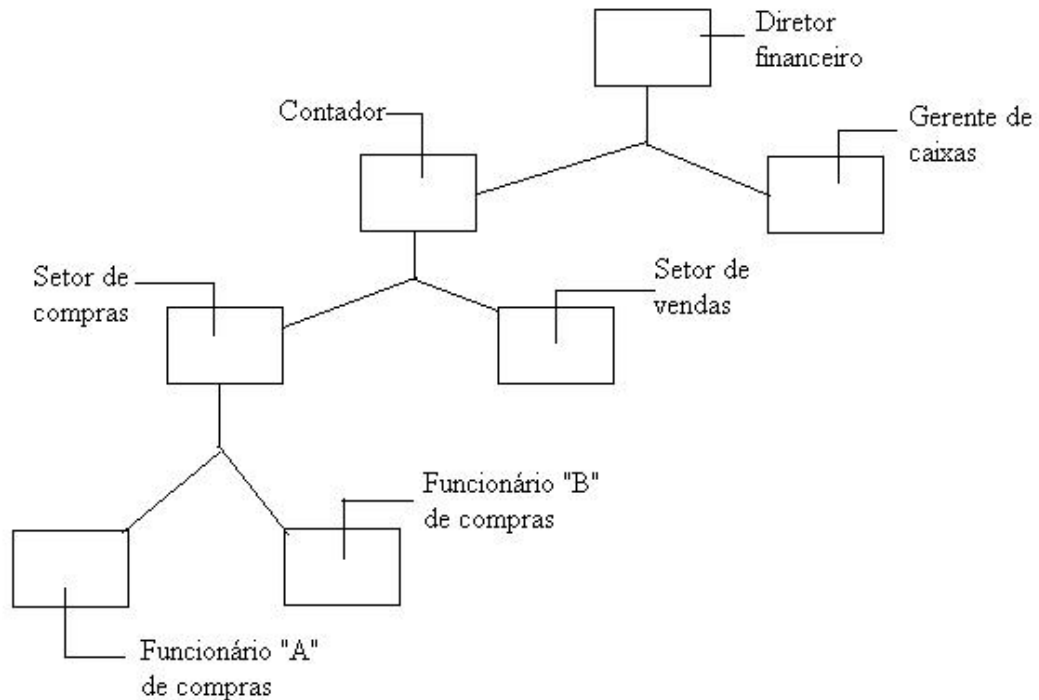 Diretor
financeiro
Contador
Gerente de
caixas
Setor de
compras
Setor de
vendas
Funcionário "B"
de compras
Funcionário "A"
de compras